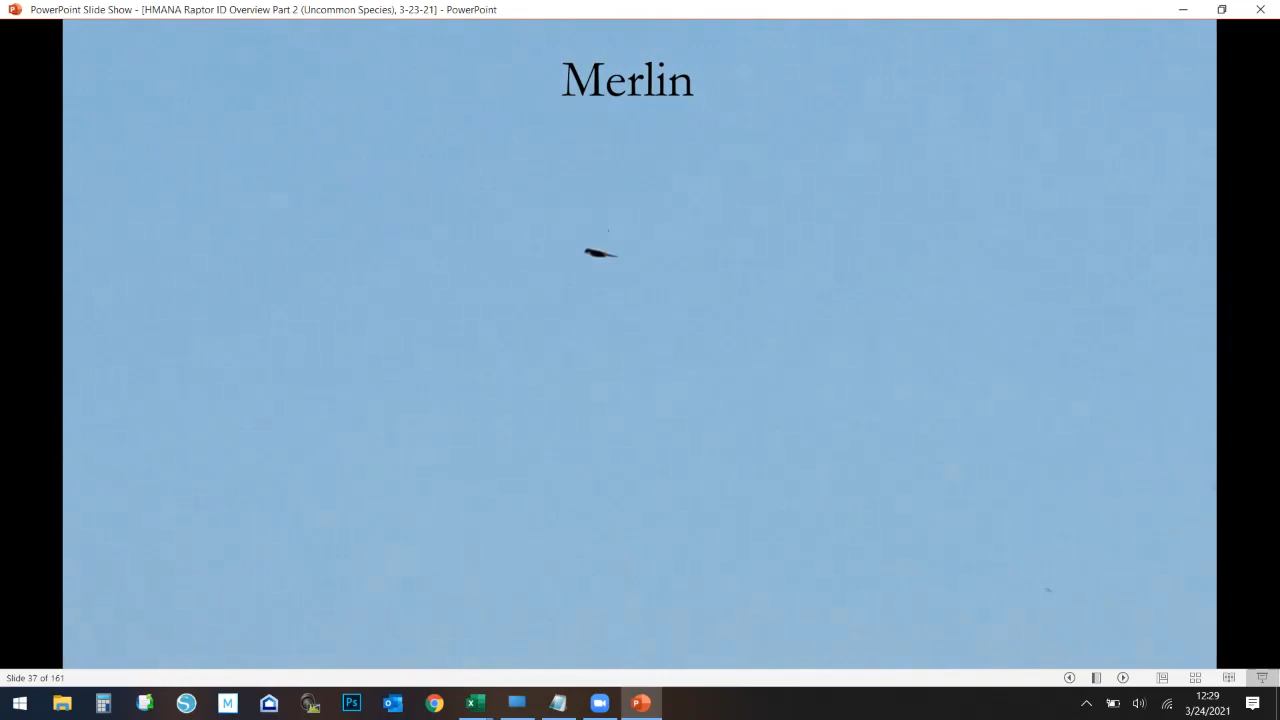 PowerPoint Slide Show - [HMANA Raptor ID Overview Part 2 (Uncommon Species), 3-23-21] - PowerPoint
Merlin
Slide 37 of 161
12:29
3/24/2021